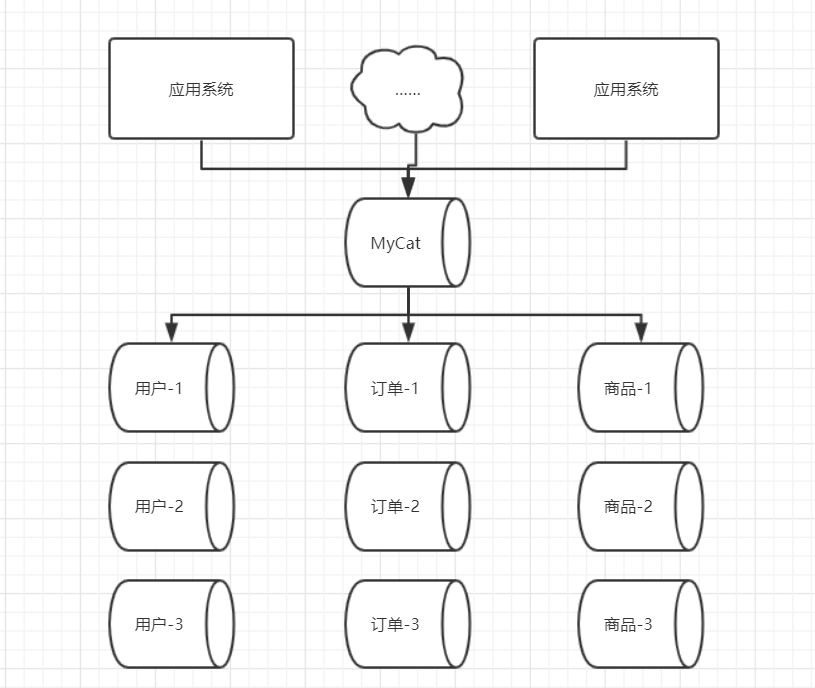 应用系统
......
应用系统
MyCat
用户-1
订单-1
商品-1
用户-2
订单-2
商品-2
用户-3
订单-3
商品-3